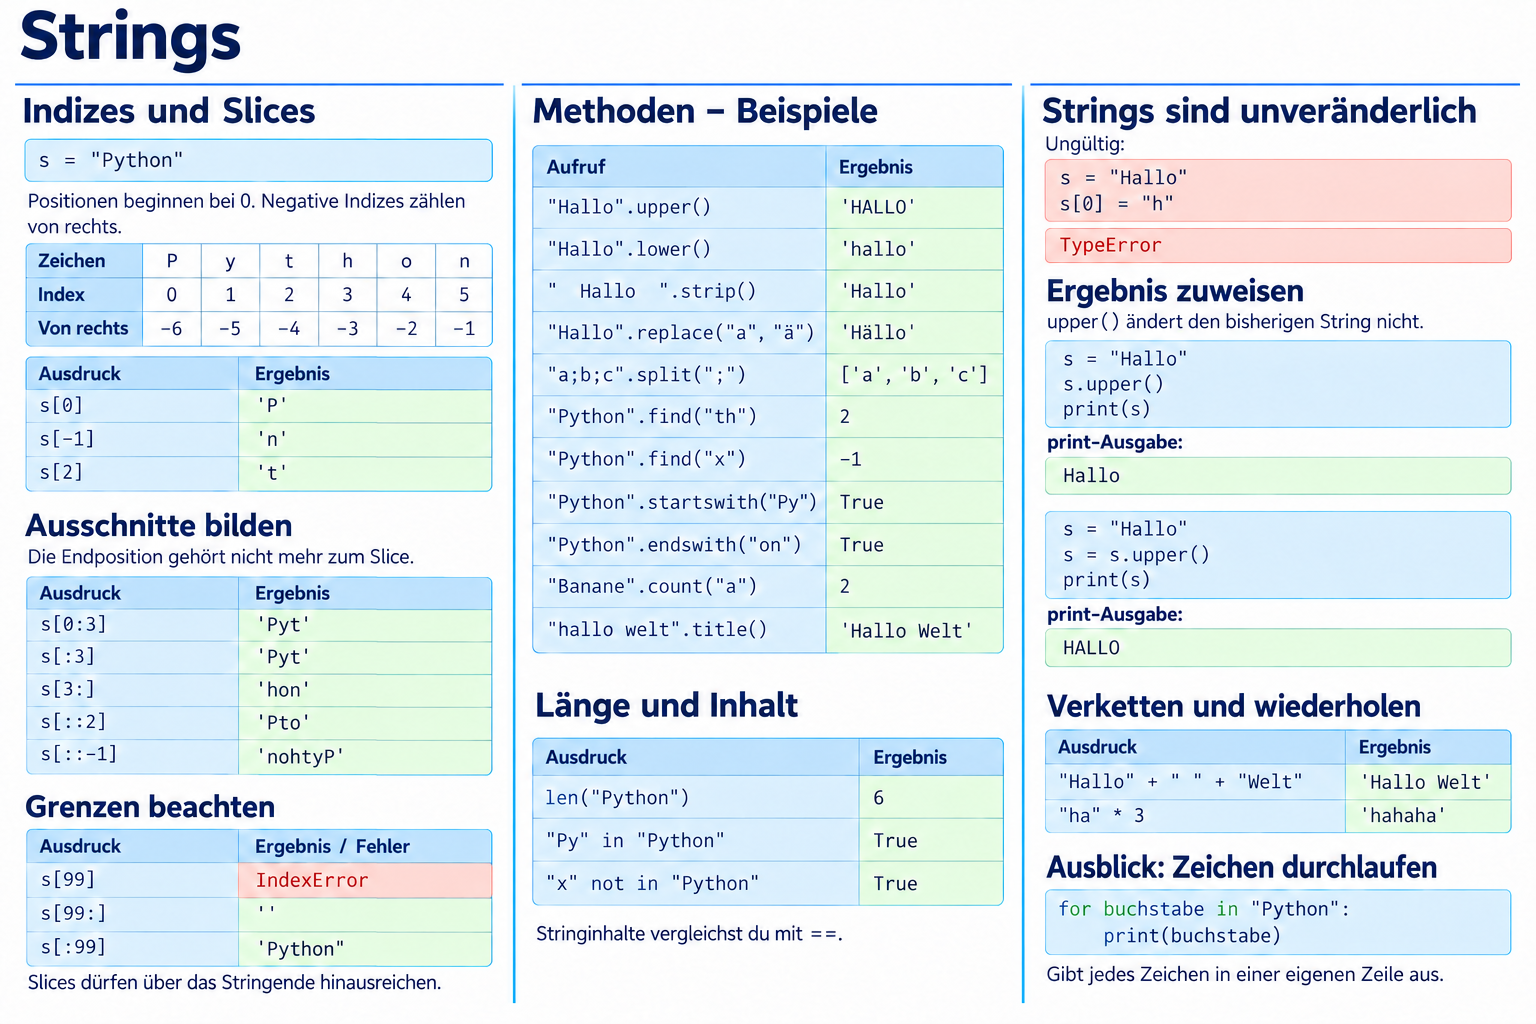 Strings
Indizes und Slices
s = "Python"
Positionen beginnen bei 0. Negative Indizes zählen
von rechts.
Zeichen P y t h o n
Index 0 1 2 3 4 5
Von rechts −6 −5 −4 −3 −2 −1
Ausdruck Ergebnis
s[0] 'P'
s[−1] 'n'
s[2] 't'
Ausschnitte bilden
Die Endposition gehört nicht mehr zum Slice.
Ausdruck Ergebnis
s[0:3] 'Pyt'
s[:3] 'Pyt'
s[3:] 'hon'
s[::2] 'Pto'
s[::−1] 'nohtyP'
Grenzen beachten
Ausdruck Ergebnis / Fehler
s[99] IndexError
s[99:] ''
s[:99] 'Python"
Slices dürfen über das Stringende hinausreichen.
Methoden – Beispiele
Aufruf Ergebnis
"Hallo".upper() 'HALLO'
"Hallo".lower() 'hallo'
"  Hallo  ".strip() 'Hallo'
"Hallo".replace("a", "ä") 'Hällo'
"a;b;c".split(";") ['a', 'b', 'c']
"Python".find("th") 2
"Python".find("x") −1
"Python".startswith("Py") True
"Python".endswith("on") True
"Banane".count("a") 2
"hallo welt".title() 'Hallo Welt'
Länge und Inhalt
Ausdruck Ergebnis
len("Python") 6
"Py" in "Python" True
"x" not in "Python" True
Stringinhalte vergleichst du mit ==.
Strings sind unveränderlich
Ungültig:
s = "Hallo"
s[0] = "h"
TypeError
Ergebnis zuweisen
upper() ändert den bisherigen String nicht.
s = "Hallo"
s.upper()
print(s)
print-Ausgabe:
Hallo
s = "Hallo"
s = s.upper()
print(s)
print-Ausgabe:
HALLO
Verketten und wiederholen
Ausdruck Ergebnis
"Hallo" + " " + "Welt" 'Hallo Welt'
"ha" * 3 'hahaha'
Ausblick: Zeichen durchlaufen
for buchstabe in "Python":
    print(buchstabe)
Gibt jedes Zeichen in einer eigenen Zeile aus.